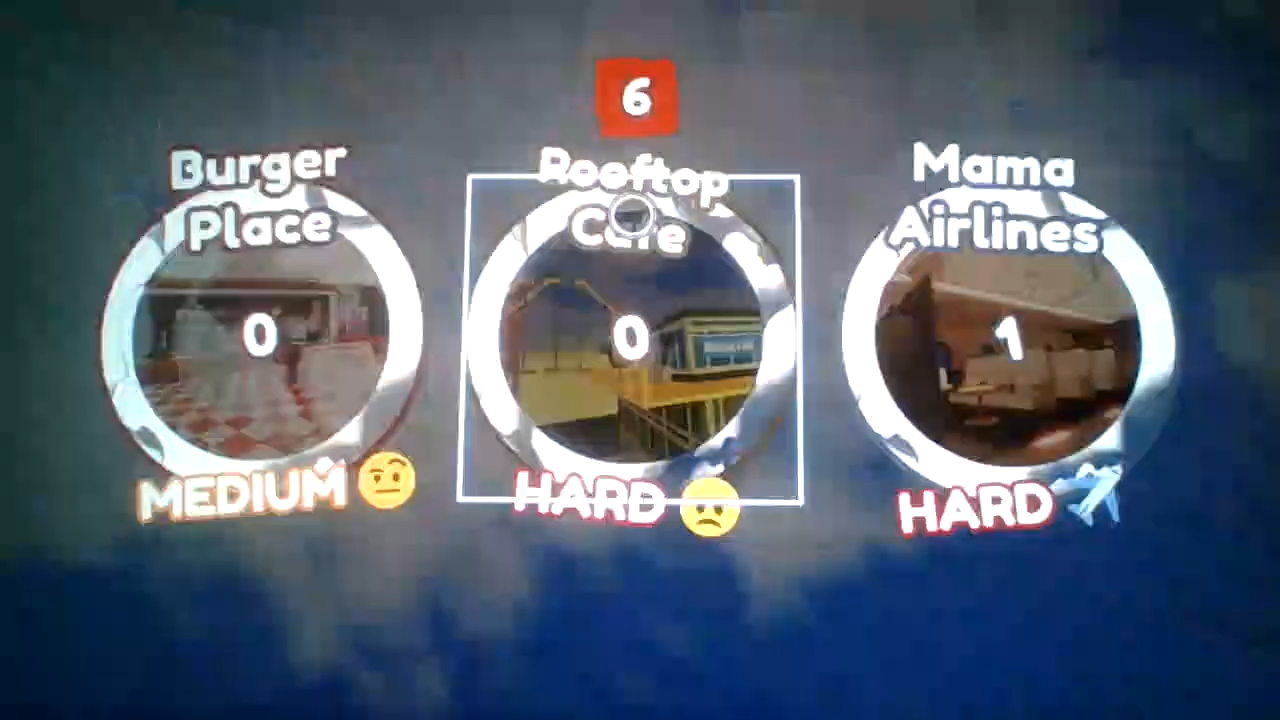 6
Burger
Place
0
MEDIUM 🤨
Rooftop
Cafe
0
HARD 🙁
Mama
Airlines
1
HARD ✈️